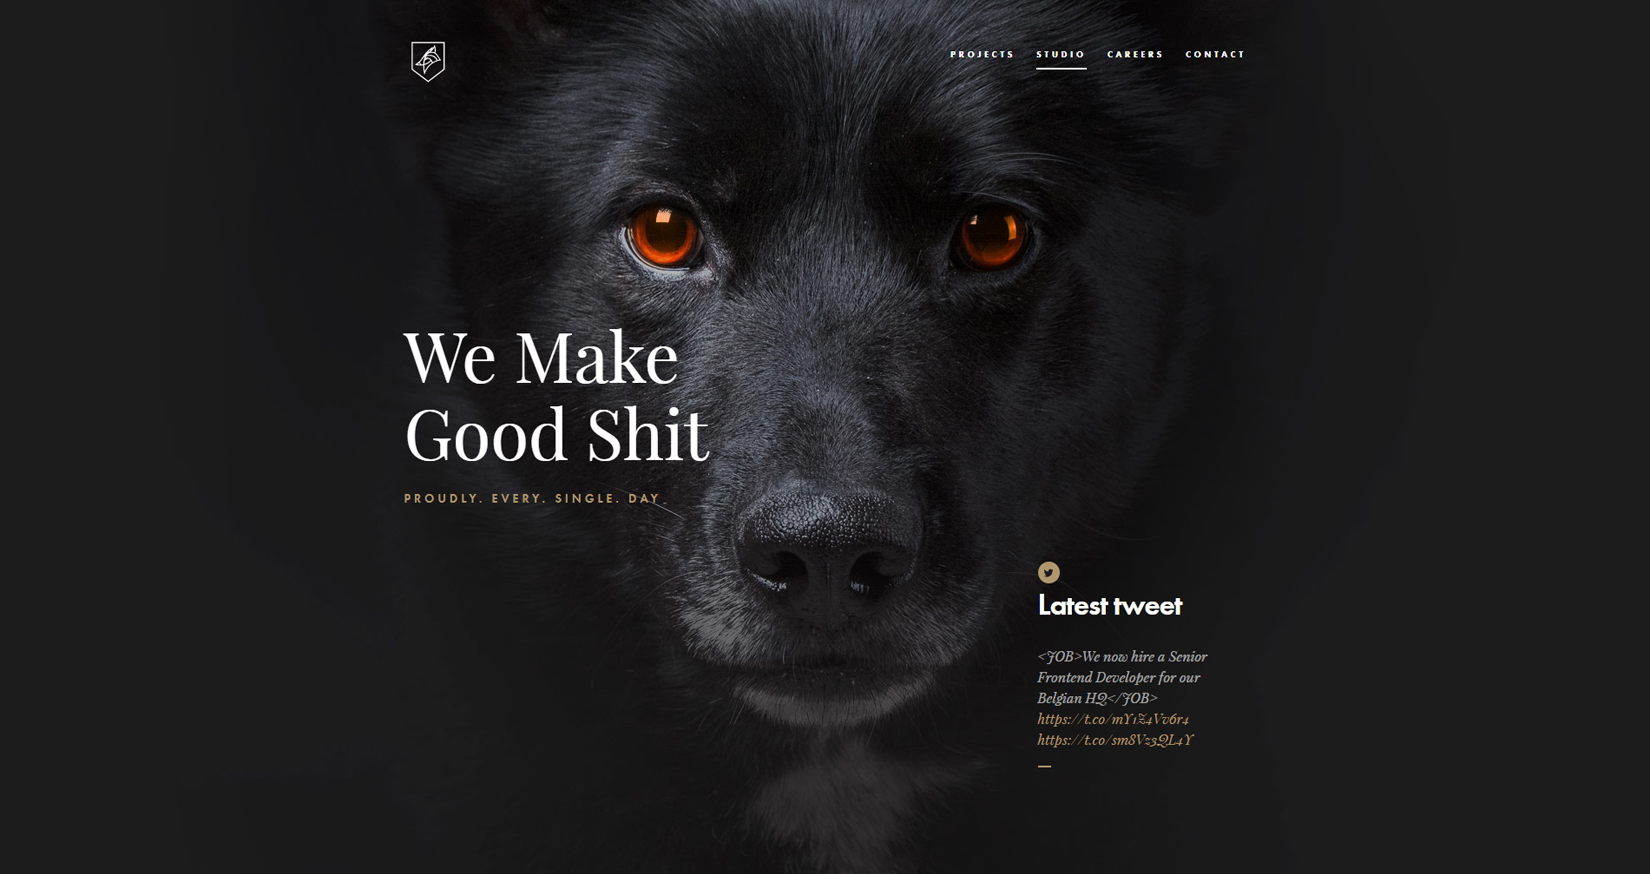 PROJECTS STUDIO CAREERS CONTACT
We Make
Good Shit
PROUDLY. EVERY. SINGLE. DAY.
Latest tweet
<JOB>We now hire a Senior
Frontend Developer for our
Belgian HQ</JOB>
https://t.co/mY1Z4Vv6r4
https://t.co/sm8Vz3QL4Y